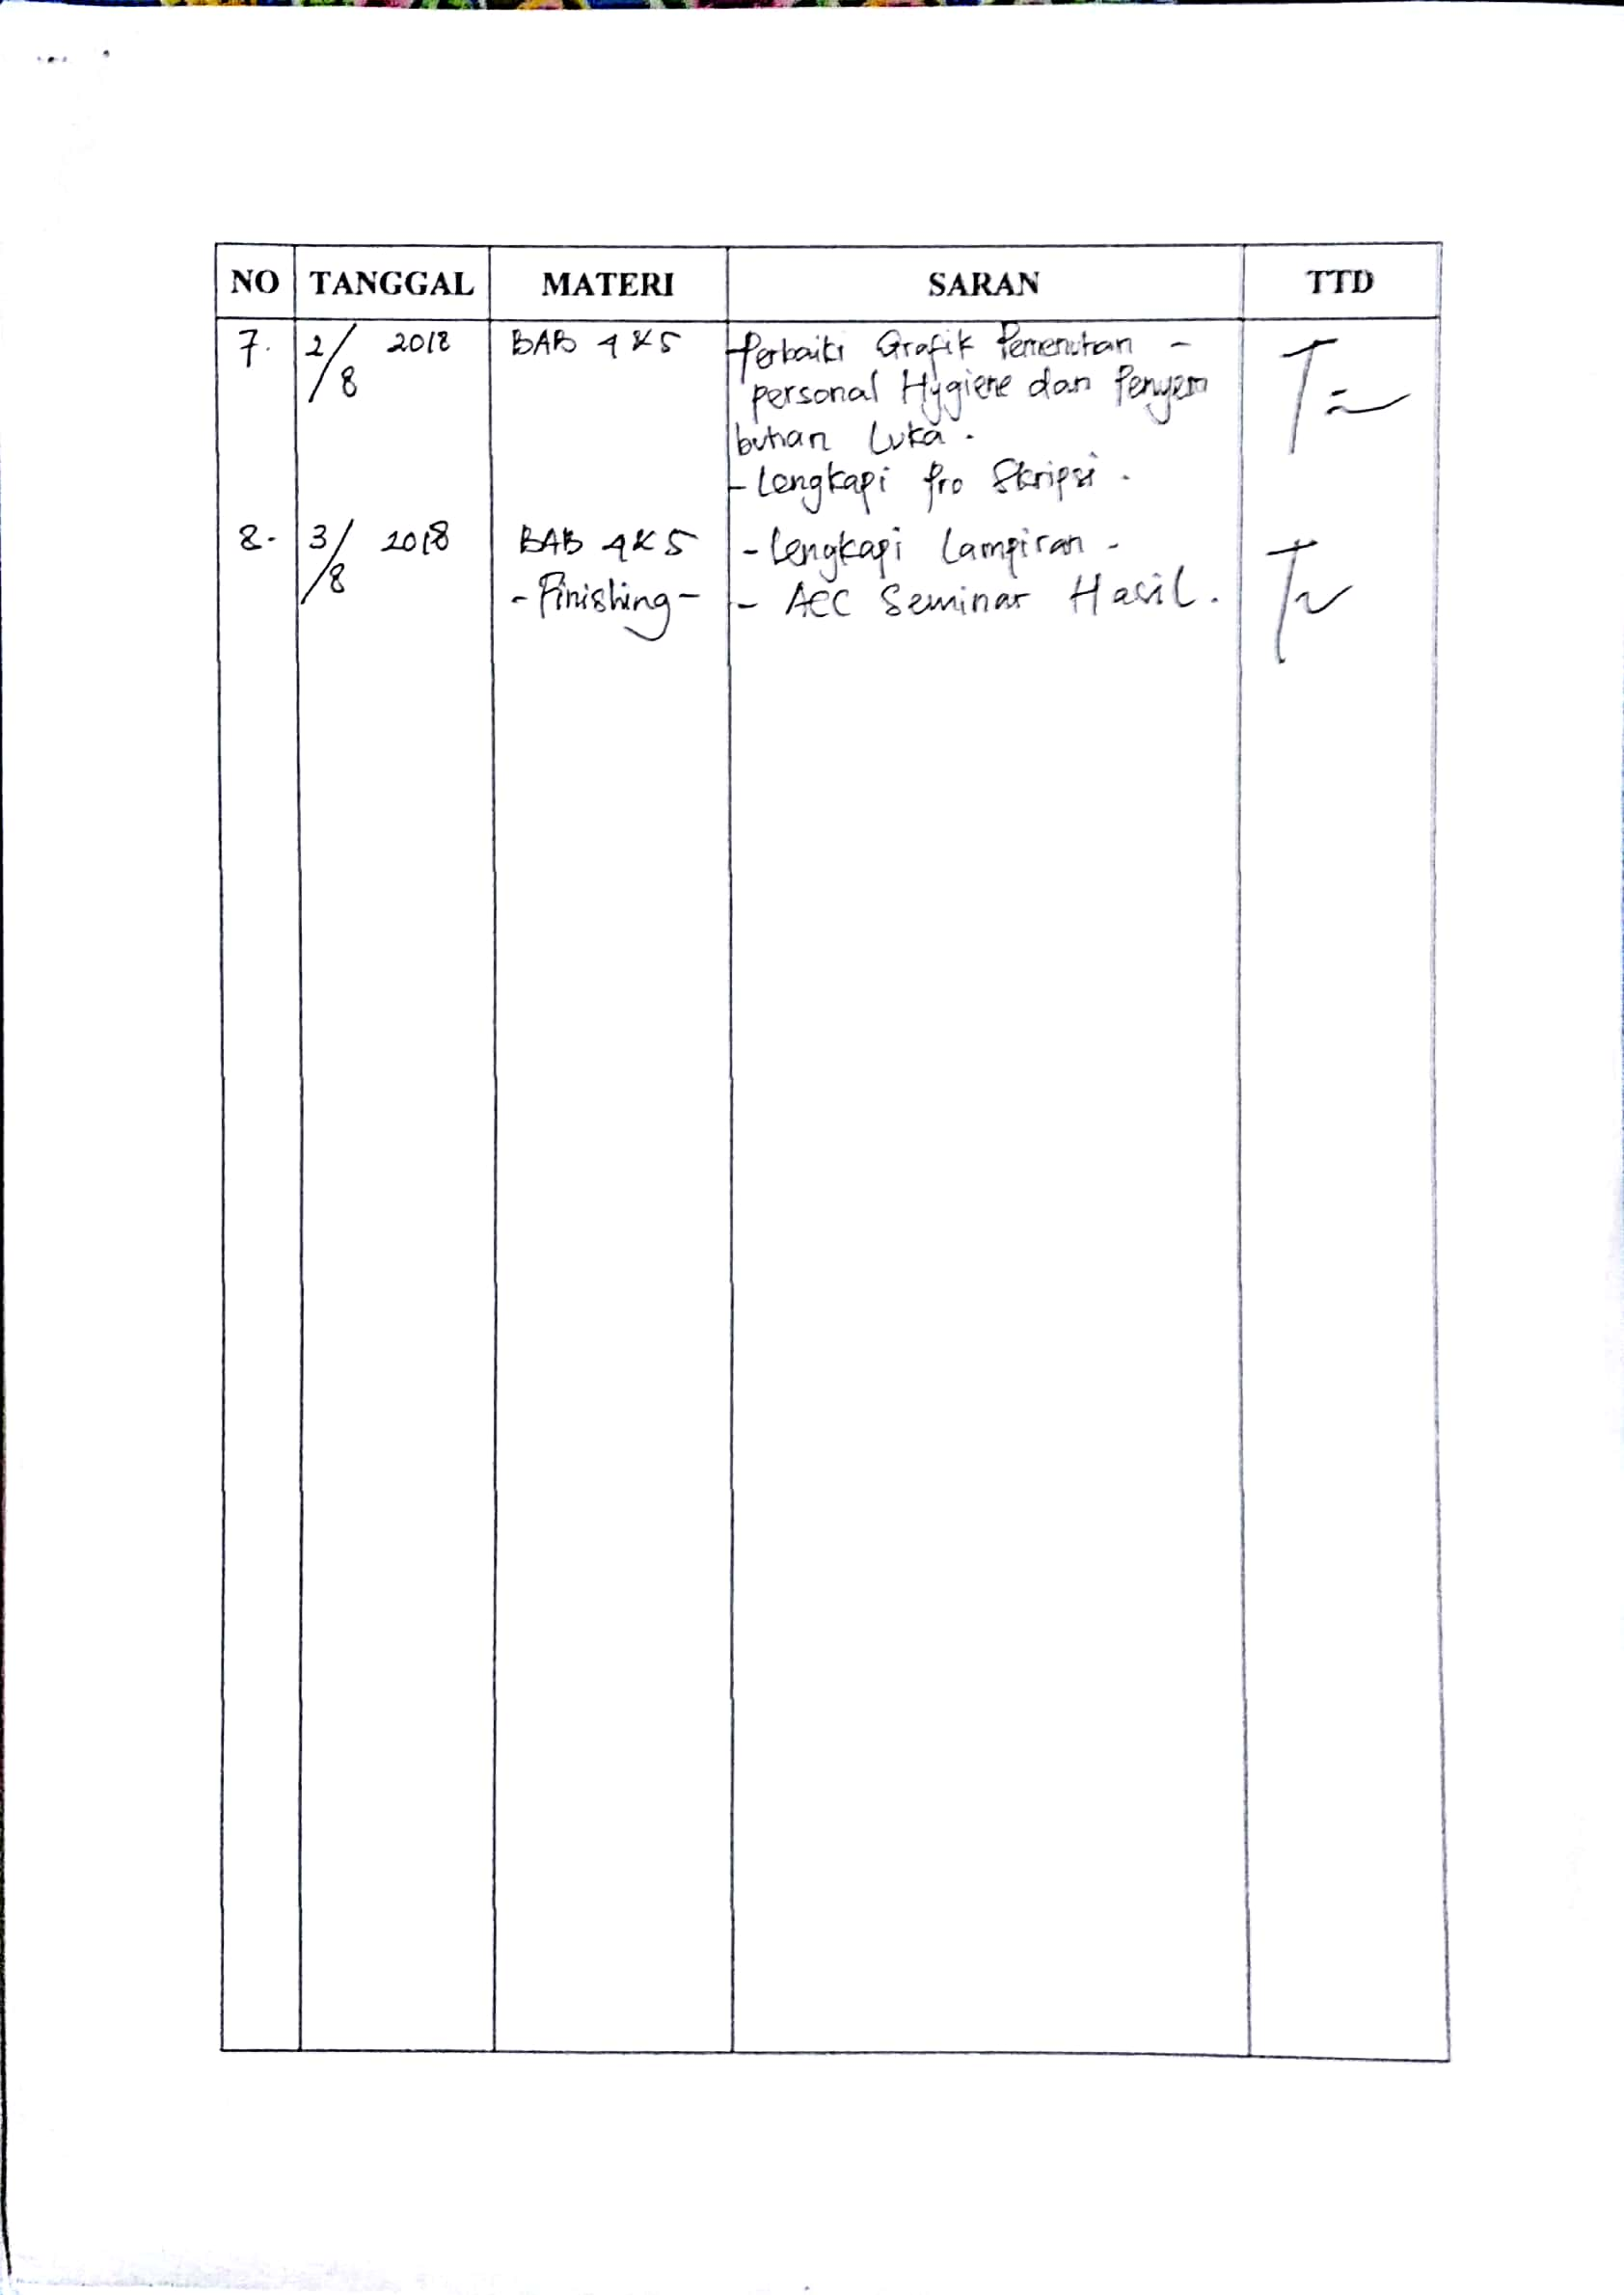 NO TANGGAL MATERI SARAN TTD
7. 2/8 2018 BAB 4 & 5 - Perbaiki Grafik Pemenuhan -
personal Hygiene dan Penyem
buhan Luka.
- Lengkapi Pro Skripsi.
8. 3/8 2018 BAB 4 & 5 - Lengkapi Lampiran -
- Finishing - - ACC Seminar Hasil.